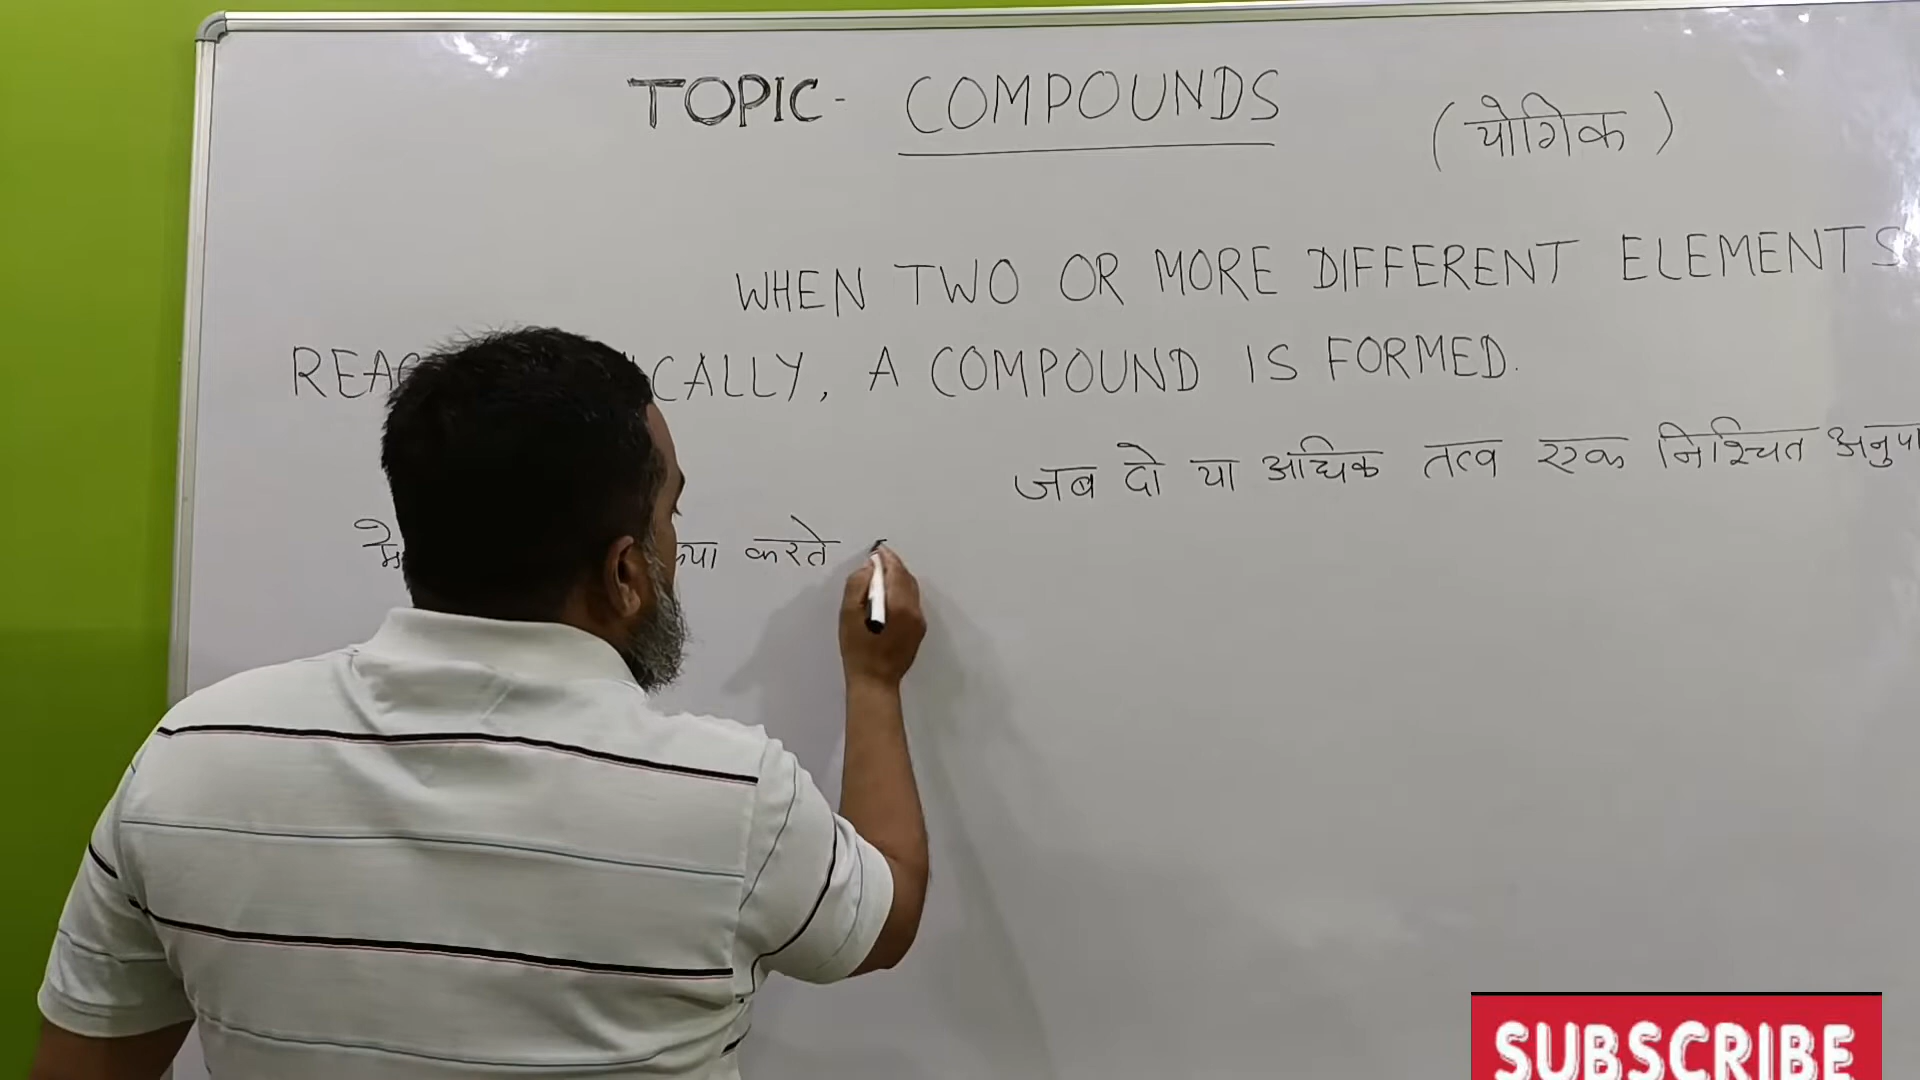 TOPIC - COMPOUNDS (योगिक)
WHEN TWO OR MORE DIFFERENT ELEMENTS
CALLY, A COMPOUND IS FORMED.
जब दो या अधिक तत्व एक निश्चित अनुपा
करते
SUBSCRIBE